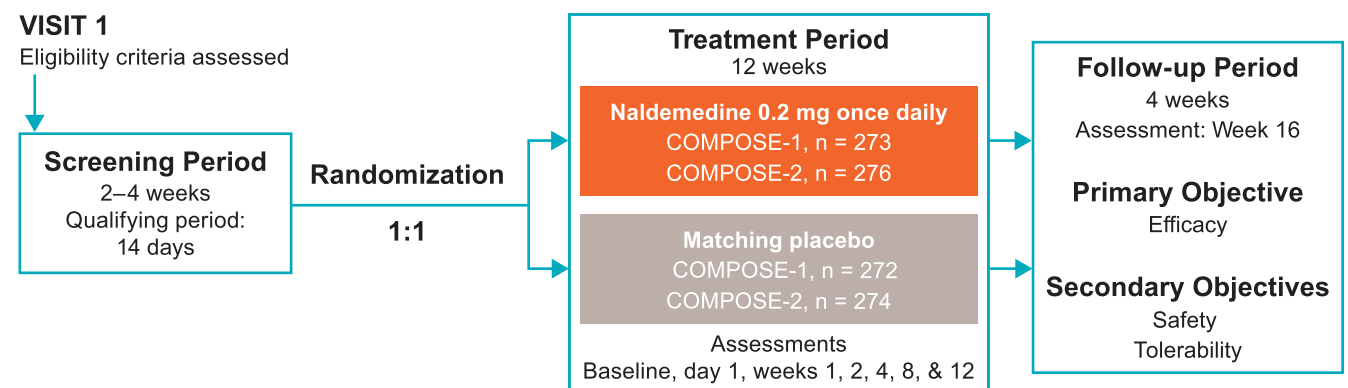 VISIT 1
Eligibility criteria assessed
Screening Period
2–4 weeks
Qualifying period:
14 days
Randomization
1:1
Treatment Period
12 weeks
Naldemedine 0.2 mg once daily
COMPOSE-1, n = 273
COMPOSE-2, n = 276
Matching placebo
COMPOSE-1, n = 272
COMPOSE-2, n = 274
Assessments
Baseline, day 1, weeks 1, 2, 4, 8, & 12
Follow-up Period
4 weeks
Assessment: Week 16
Primary Objective
Efficacy
Secondary Objectives
Safety
Tolerability